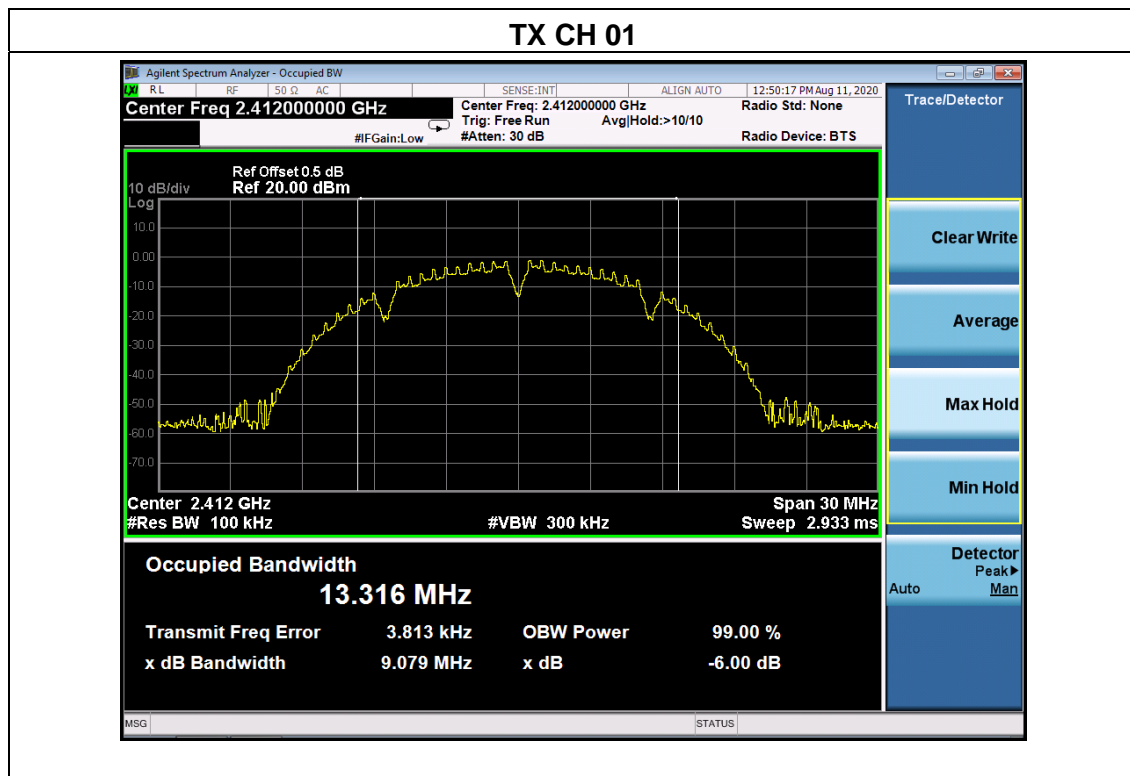 TX CH 01
Agilent Spectrum Analyzer - Occupied BW
LXI RL RF 50 Ω AC SENSE:INT ALIGN AUTO 12:50:17 PM Aug 11, 2020
Center Freq 2.412000000 GHz
#IFGain:Low
Center Freq: 2.412000000 GHz
Trig: Free Run Avg|Hold:>10/10
#Atten: 30 dB
Radio Std: None
Radio Device: BTS
Trace/Detector
Ref Offset 0.5 dB
10 dB/div Ref 20.00 dBm
Log
10.0
0.00
-10.0
-20.0
-30.0
-40.0
-50.0
-60.0
-70.0
Center 2.412 GHz Span 30 MHz
#Res BW 100 kHz #VBW 300 kHz Sweep 2.933 ms
Occupied Bandwidth
13.316 MHz
Transmit Freq Error 3.813 kHz OBW Power 99.00 %
x dB Bandwidth 9.079 MHz x dB -6.00 dB
Clear Write
Average
Max Hold
Min Hold
Detector
Peak▶
Auto Man
MSG STATUS